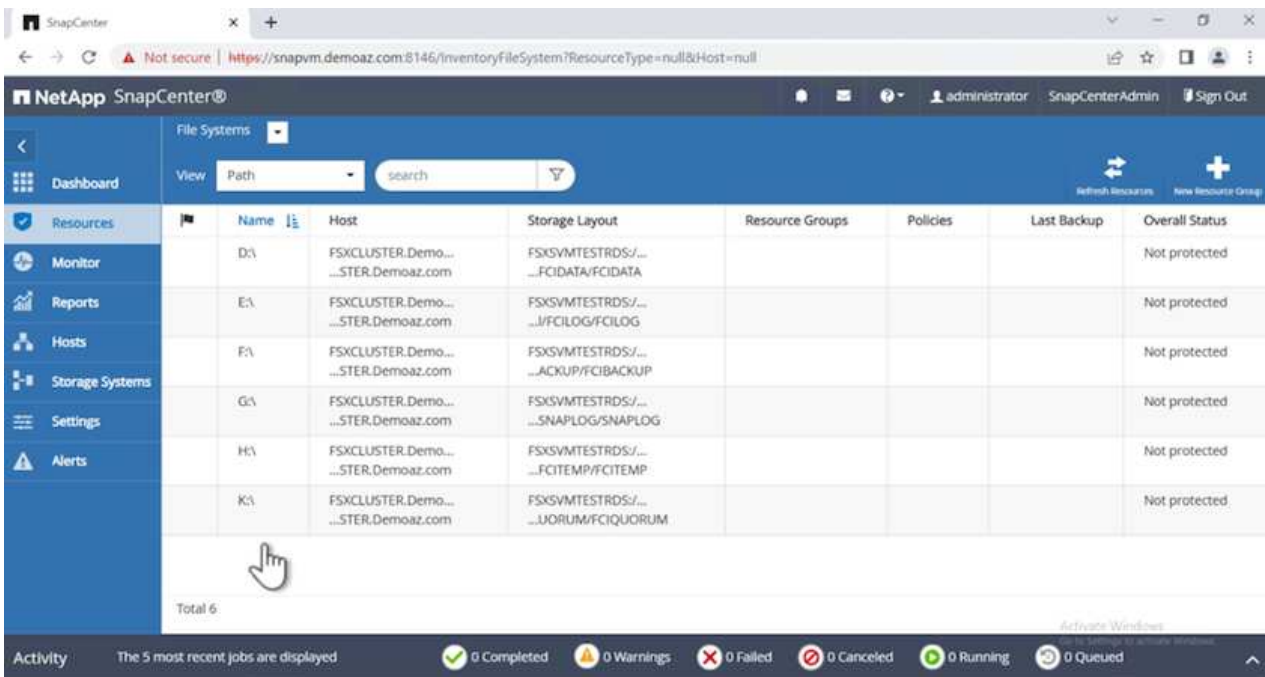 SnapCenter
Not secure | https://snapvm.demoaz.com:8146/InventoryFileSystem?ResourceType=null&Host=null
NetApp SnapCenter®
administrator SnapCenterAdmin Sign Out
File Systems
View Path search
Refresh Resources New Resource Group
Dashboard
Resources
Monitor
Reports
Hosts
Storage Systems
Settings
Alerts
Name Host Storage Layout Resource Groups Policies Last Backup Overall Status
D:\ FSXCLUSTER.Demo... FSXSVMTESTRDS:/... Not protected
...STER.Demoaz.com ...FCIDATA/FCIDATA
E:\ FSXCLUSTER.Demo... FSXSVMTESTRDS:/... Not protected
...STER.Demoaz.com ...l/FCILOG/FCILOG
F:\ FSXCLUSTER.Demo... FSXSVMTESTRDS:/... Not protected
...STER.Demoaz.com ...ACKUP/FCIBACKUP
G:\ FSXCLUSTER.Demo... FSXSVMTESTRDS:/... Not protected
...STER.Demoaz.com ...SNAPLOG/SNAPLOG
H:\ FSXCLUSTER.Demo... FSXSVMTESTRDS:/... Not protected
...STER.Demoaz.com ...FCITEMP/FCITEMP
K:\ FSXCLUSTER.Demo... FSXSVMTESTRDS:/... Not protected
...STER.Demoaz.com ...UORUM/FCIQUORUM
Total 6
Activate Windows
Go to Settings to activate Windows.
Activity The 5 most recent jobs are displayed 0 Completed 0 Warnings 0 Failed 0 Canceled 0 Running 0 Queued